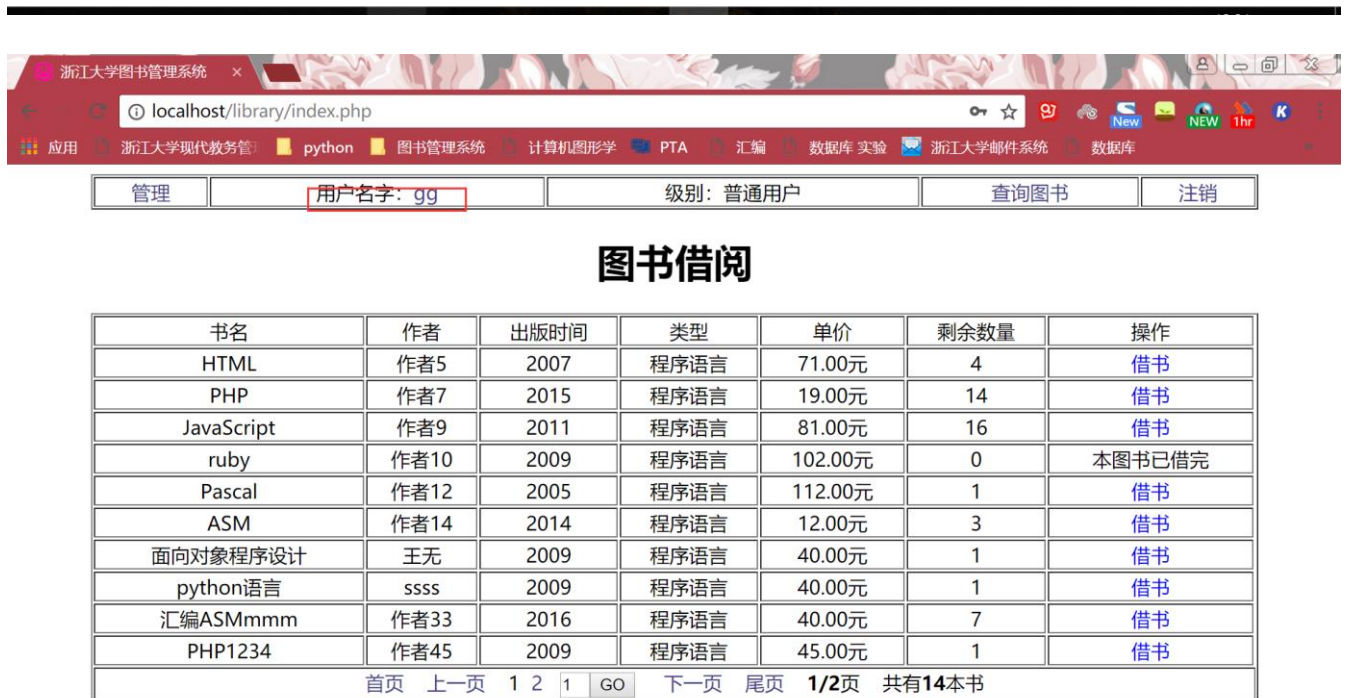 浙江大学图书管理系统 ×
localhost/library/index.php
New NEW 1hr K
应用 浙江大学现代教务管 python 图书管理系统 计算机图形学 PTA 汇编 数据库 实验 浙江大学邮件系统 数据库
管理 用户名字：gg 级别：普通用户 查询图书 注销
图书借阅
书名 作者 出版时间 类型 单价 剩余数量 操作
HTML 作者5 2007 程序语言 71.00元 4 借书
PHP 作者7 2015 程序语言 19.00元 14 借书
JavaScript 作者9 2011 程序语言 81.00元 16 借书
ruby 作者10 2009 程序语言 102.00元 0 本图书已借完
Pascal 作者12 2005 程序语言 112.00元 1 借书
ASM 作者14 2014 程序语言 12.00元 3 借书
面向对象程序设计 王无 2009 程序语言 40.00元 1 借书
python语言 ssss 2009 程序语言 40.00元 1 借书
汇编ASMmmm 作者33 2016 程序语言 40.00元 7 借书
PHP1234 作者45 2009 程序语言 45.00元 1 借书
首页 上一页 1 2 1 GO 下一页 尾页 1/2页 共有14本书